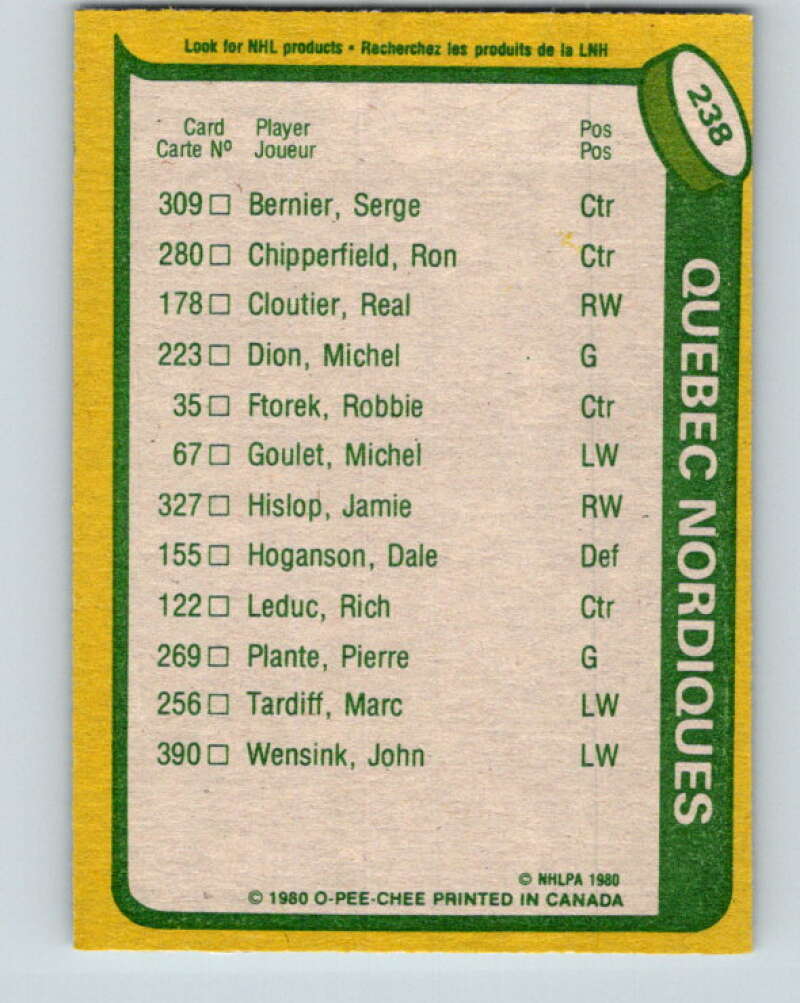 Look for NHL products • Recherchez les produits de la LNH
238
Card Player Pos
Carte Nº Joueur Pos
309 □ Bernier, Serge Ctr
280 □ Chipperfield, Ron Ctr
178 □ Cloutier, Real RW
223 □ Dion, Michel G
35 □ Ftorek, Robbie Ctr
67 □ Goulet, Michel LW
327 □ Hislop, Jamie RW
155 □ Hoganson, Dale Def
122 □ Leduc, Rich Ctr
269 □ Plante, Pierre G
256 □ Tardiff, Marc LW
390 □ Wensink, John LW
QUEBEC NORDIQUES
© NHLPA 1980
© 1980 O-PEE-CHEE PRINTED IN CANADA